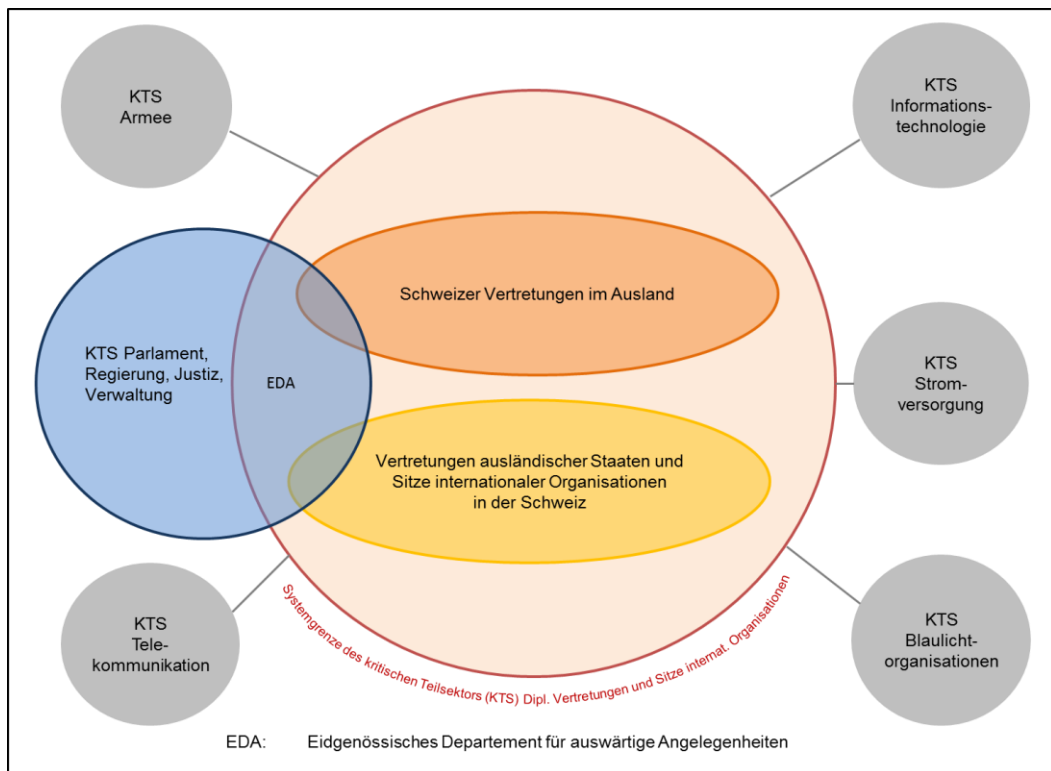 KTS
Armee
KTS
Informations-
technologie
Schweizer Vertretungen im Ausland
KTS Parlament,
Regierung, Justiz,
Verwaltung
EDA
KTS
Strom-
versorgung
Vertretungen ausländischer Staaten und
Sitze internationaler Organisationen
in der Schweiz
KTS
Tele-
kommunikation
KTS
Blaulicht-
organisationen
Systemgrenze des kritischen Teilsektors (KTS) Dipl. Vertretungen und Sitze internat. Organisationen
EDA: Eidgenössisches Departement für auswärtige Angelegenheiten